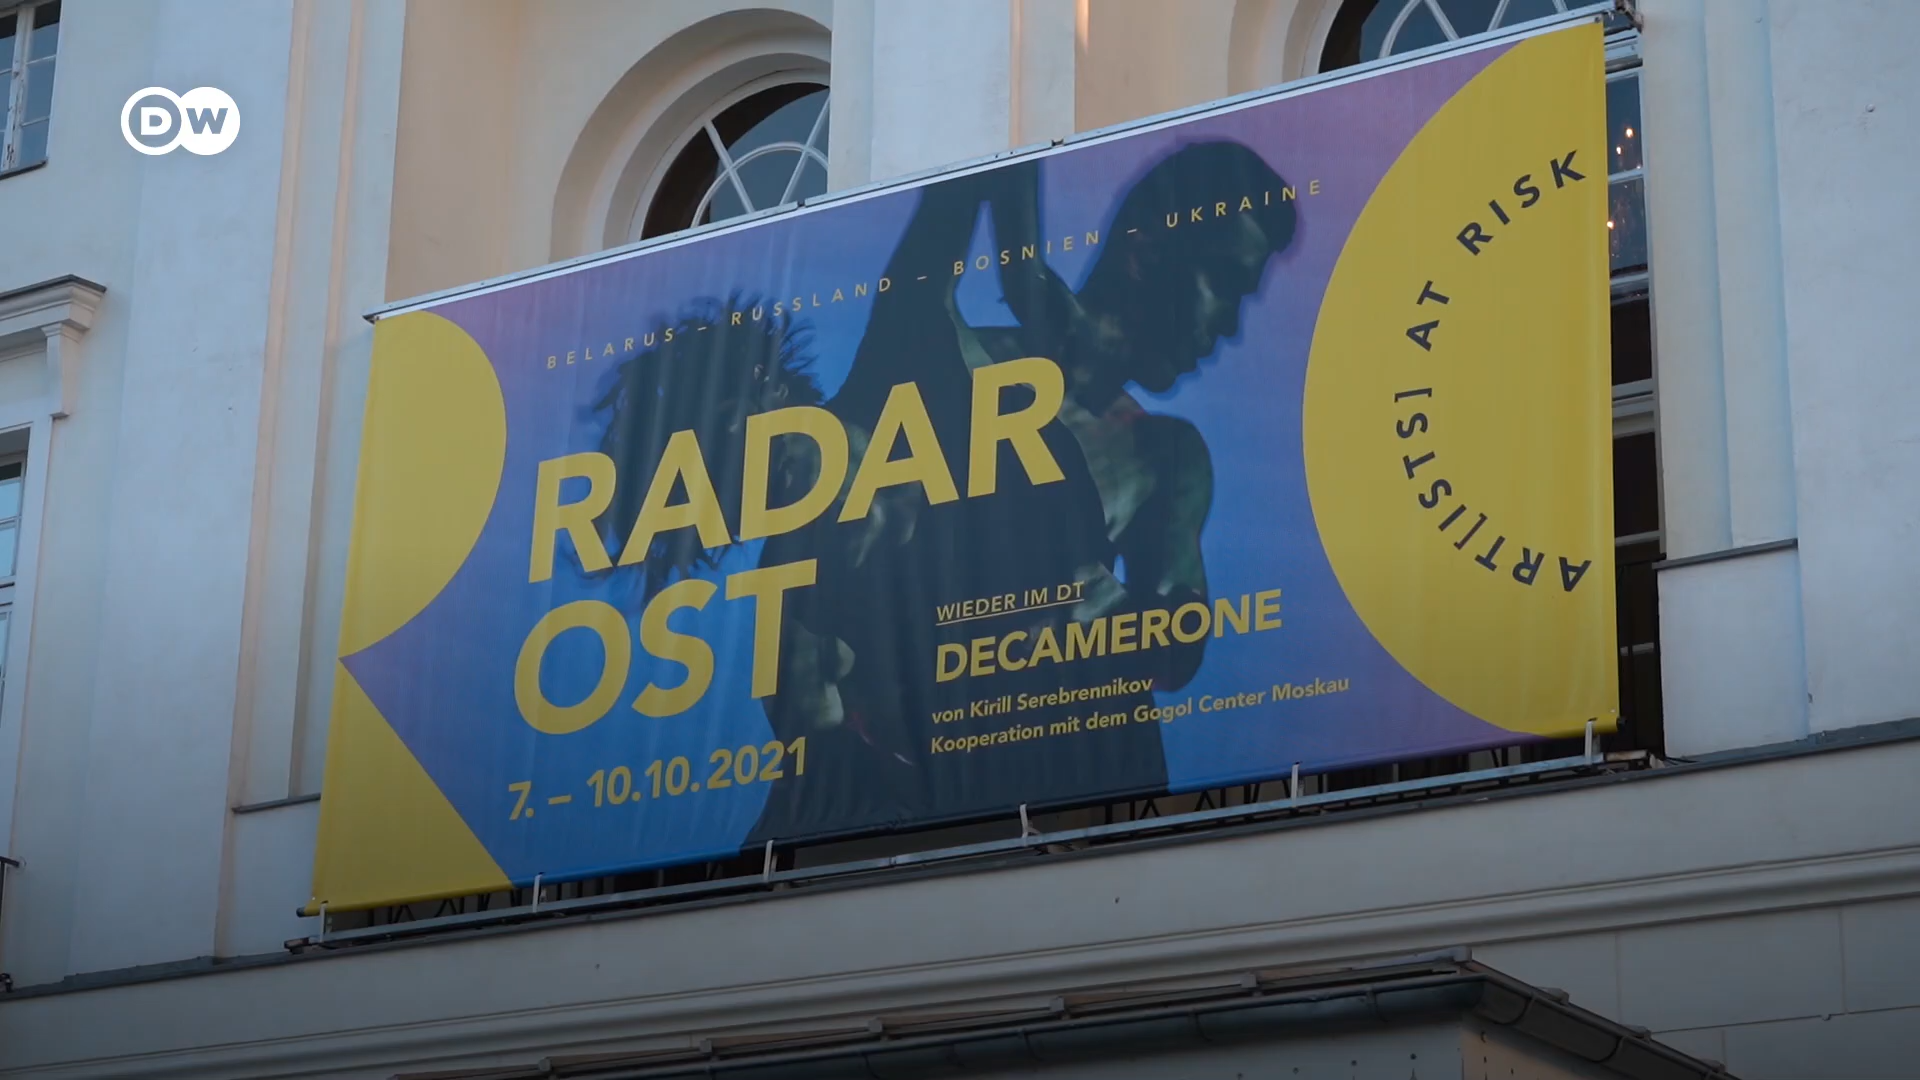 DW
BELARUS – RUSSLAND – BOSNIEN – UKRAINE
RADAR
OST
7. – 10.10.2021
WIEDER IM DT
DECAMERONE
von Kirill Serebrennikov
Kooperation mit dem Gogol Center Moskau
ART[ISTS] AT RISK